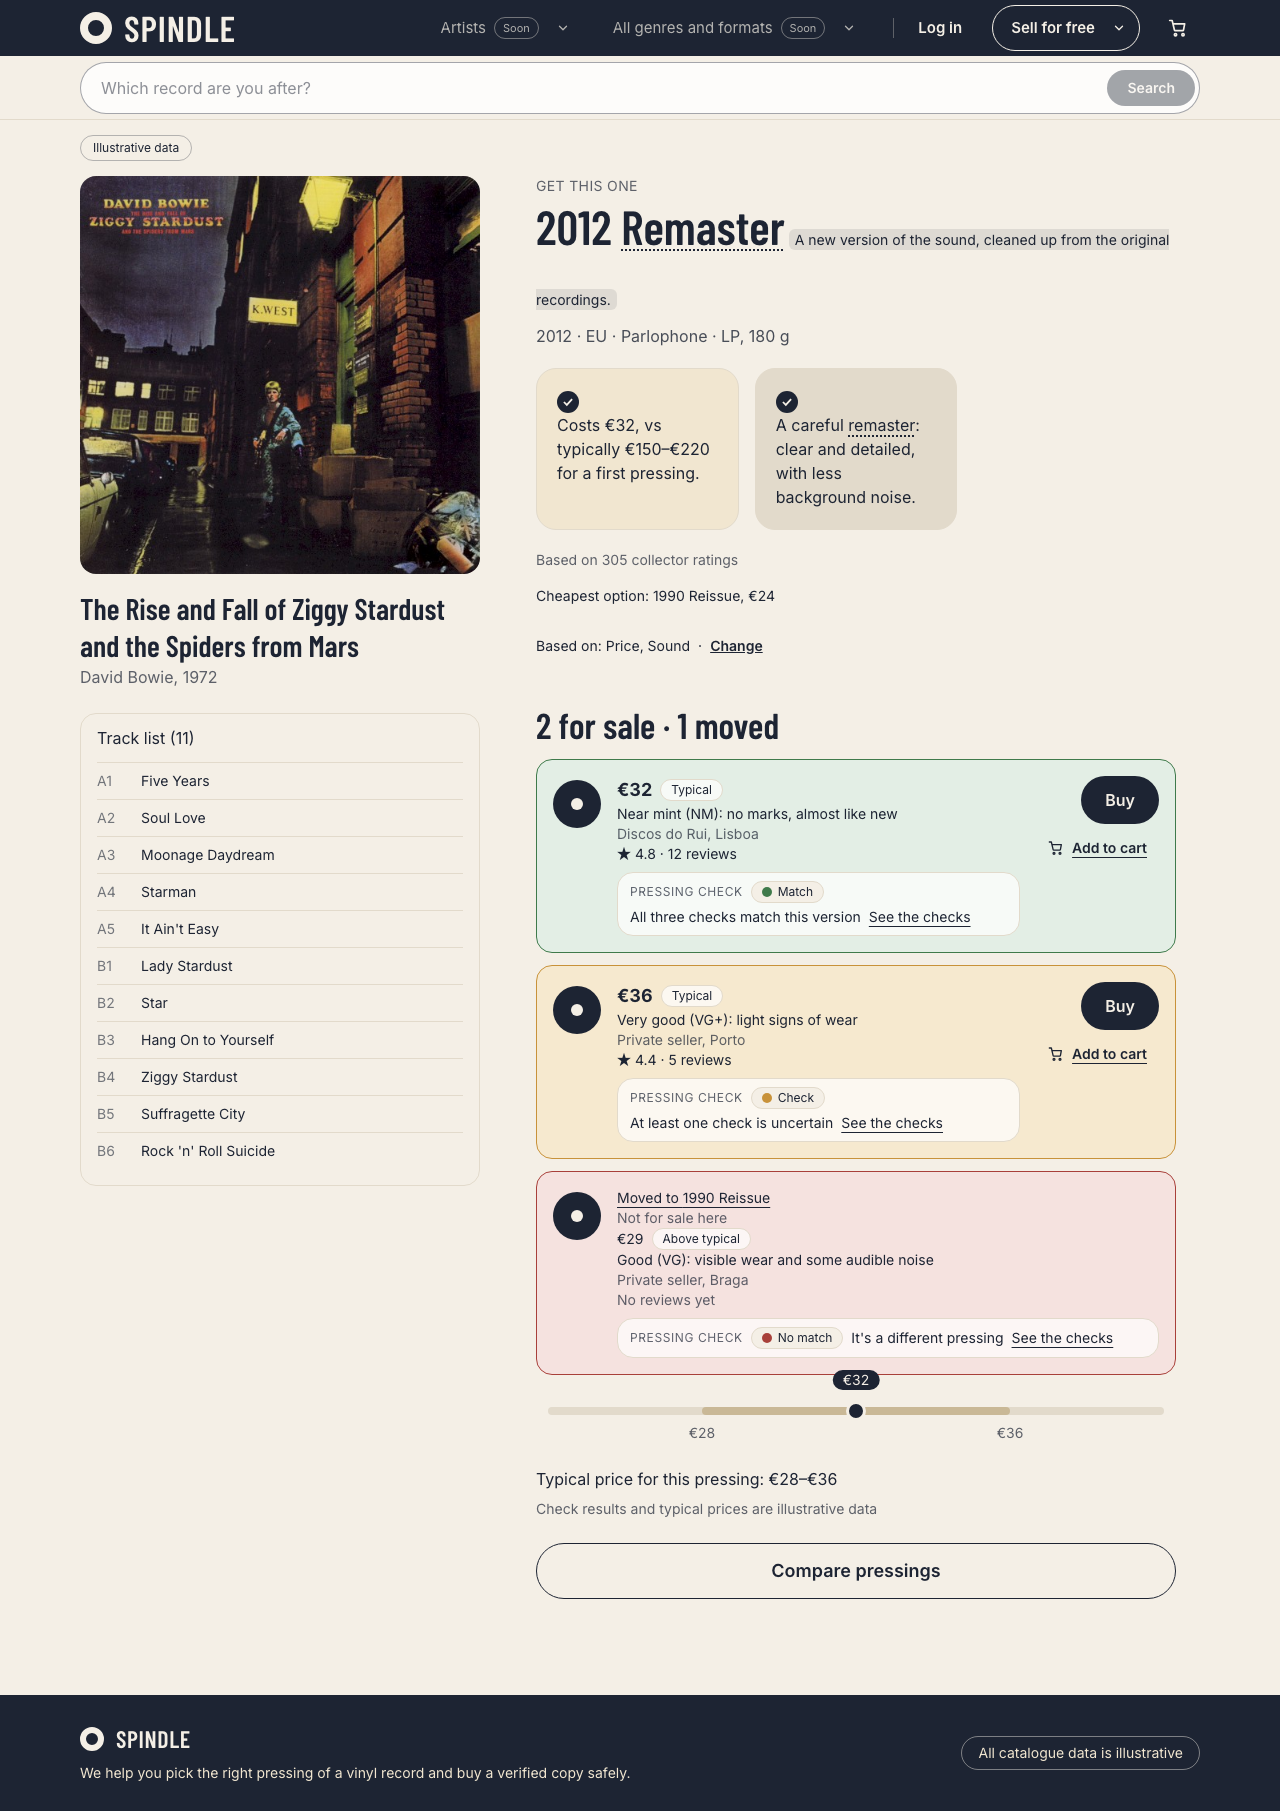 SPINDLE
Artists Soon
All genres and formats Soon
Log in
Sell for free
Which record are you after?
Search
Illustrative data
DAVID BOWIE
THE RISE AND FALL OF
ZIGGY STARDUST
AND THE SPIDERS FROM MARS
K.WEST
The Rise and Fall of Ziggy Stardust
and the Spiders from Mars
David Bowie, 1972
Track list (11)
A1 Five Years
A2 Soul Love
A3 Moonage Daydream
A4 Starman
A5 It Ain't Easy
B1 Lady Stardust
B2 Star
B3 Hang On to Yourself
B4 Ziggy Stardust
B5 Suffragette City
B6 Rock 'n' Roll Suicide
GET THIS ONE
2012 Remaster A new version of the sound, cleaned up from the original
recordings.
2012 · EU · Parlophone · LP, 180 g
Costs €32, vs
typically €150–€220
for a first pressing.
A careful remaster:
clear and detailed,
with less
background noise.
Based on 305 collector ratings
Cheapest option: 1990 Reissue, €24
Based on: Price, Sound · Change
2 for sale · 1 moved
€32 Typical
Near mint (NM): no marks, almost like new
Discos do Rui, Lisboa
★ 4.8 · 12 reviews
PRESSING CHECK Match
All three checks match this version See the checks
Buy
Add to cart
€36 Typical
Very good (VG+): light signs of wear
Private seller, Porto
★ 4.4 · 5 reviews
PRESSING CHECK Check
At least one check is uncertain See the checks
Buy
Add to cart
Moved to 1990 Reissue
Not for sale here
€29 Above typical
Good (VG): visible wear and some audible noise
Private seller, Braga
No reviews yet
PRESSING CHECK No match It's a different pressing See the checks
€32
€28 €36
Typical price for this pressing: €28–€36
Check results and typical prices are illustrative data
Compare pressings
SPINDLE
We help you pick the right pressing of a vinyl record and buy a verified copy safely.
All catalogue data is illustrative